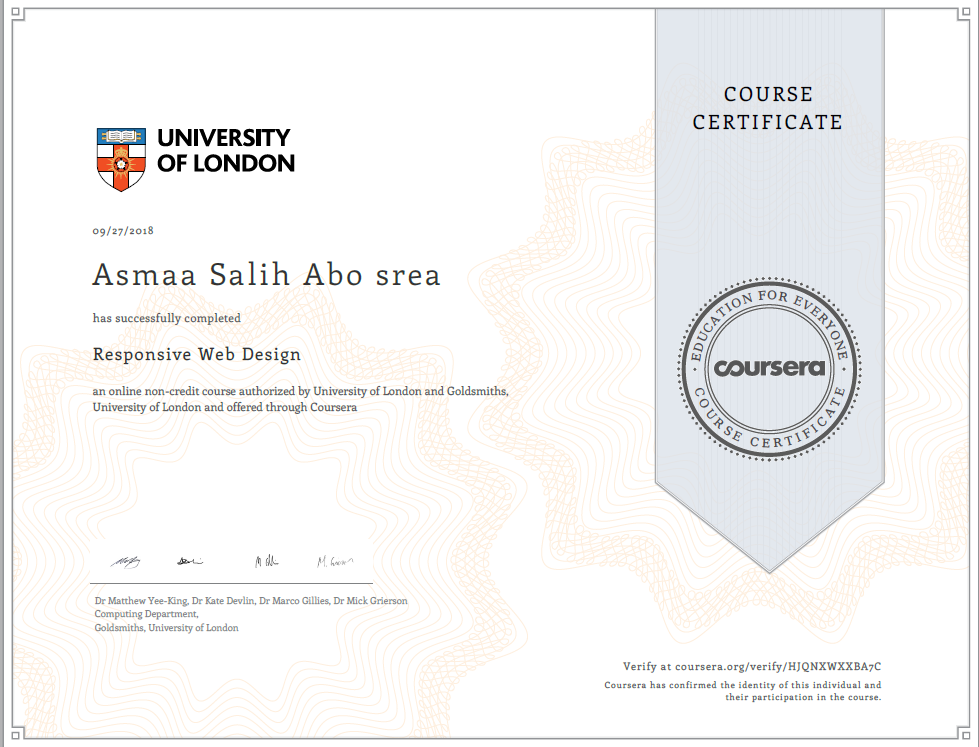 COURSE
CERTIFICATE
UNIVERSITY
OF LONDON
09/27/2018
Asmaa Salih Abo srea
has successfully completed
Responsive Web Design
an online non-credit course authorized by University of London and Goldsmiths,
University of London and offered through Coursera
EDUCATION FOR EVERYONE
coursera
COURSE CERTIFICATE
Dr Matthew Yee-King, Dr Kate Devlin, Dr Marco Gillies, Dr Mick Grierson
Computing Department,
Goldsmiths, University of London
Verify at coursera.org/verify/HJQNXWXXBA7C
Coursera has confirmed the identity of this individual and
their participation in the course.